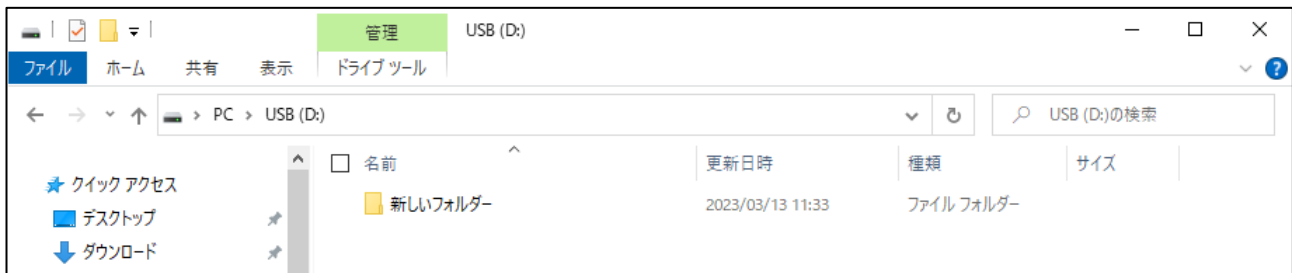 管理 USB (D:)
ファイル ホーム 共有 表示 ドライブ ツール
PC > USB (D:) USB (D:)の検索
名前 更新日時 種類 サイズ
クイック アクセス
新しいフォルダー 2023/03/13 11:33 ファイル フォルダー
デスクトップ
ダウンロード